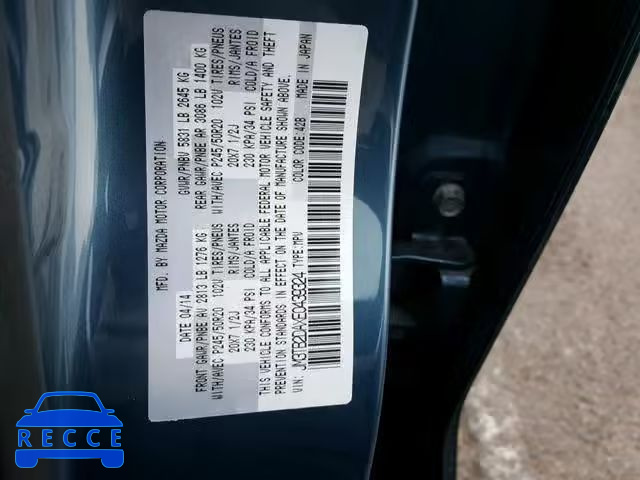 MFD. BY MAZDA MOTOR CORPORATION
DATE 04/14 GVWR/PNBV 5831 LB 2645 KG
FRONT GAWR/PNBE AV 2813 LB 1276 KG REAR GAWR/PNBE AR 3086 LB 1400 KG
WITH/AVEC P245/50R20 102U TIRES/PNEUS WITH/AVEC P245/50R20 102U TIRES/PNEUS
20X7 1/2J RIMS/JANTES 20X7 1/2J RIMS/JANTES
230 KPA/34 PSI COLD/A FROID 230 KPA/34 PSI COLD/A FROID
THIS VEHICLE CONFORMS TO ALL APPLICABLE FEDERAL MOTOR VEHICLE SAFETY AND THEFT
PREVENTION STANDARDS IN EFFECT ON THE DATE OF MANUFACTURE SHOWN ABOVE.
VIN: JM3TB2DAXE0439324 TYPE:MPV COLOR CODE:42B MADE IN JAPAN
BIDCEE